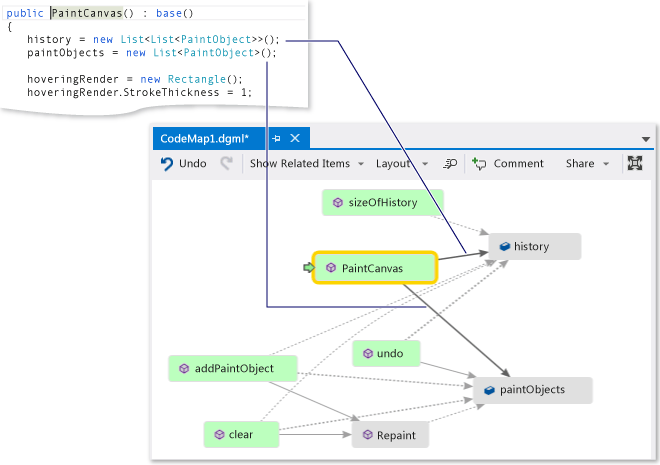 public PaintCanvas() : base()
{
history = new List<List<PaintObject>>();
paintObjects = new List<PaintObject>();
hoveringRender = new Rectangle();
hoveringRender.StrokeThickness = 1;
CodeMap1.dgml*
Undo Show Related Items Layout Comment Share
sizeOfHistory
history
PaintCanvas
undo
addPaintObject
paintObjects
clear
Repaint